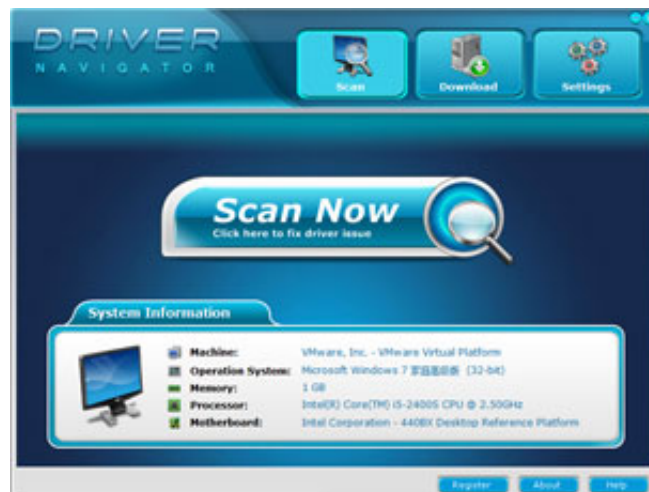 DRIVER
NAVIGATOR
Scan
Download
Settings
Scan Now
Click here to fix driver issue
System Information
Machine: VMware, Inc. - VMware Virtual Platform
Operation System: Microsoft Windows 7 (32-bit)
Memory: 1 GB
Processor: Intel(R) Core(TM) i5-2400S CPU @ 2.50GHz
Motherboard: Intel Corporation - 440BX Desktop Reference Platform
Register
About
Help